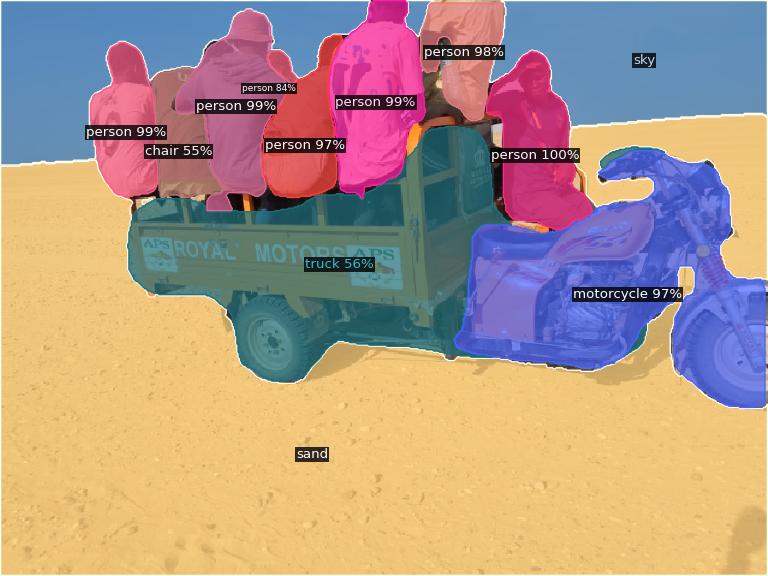 person 98%
sky
person 84%
person 99%
person 99%
person 99%
person 97%
chair 55%
person 100%
APS
ROYAL MOTORS
APS
truck 56%
motorcycle 97%
sand